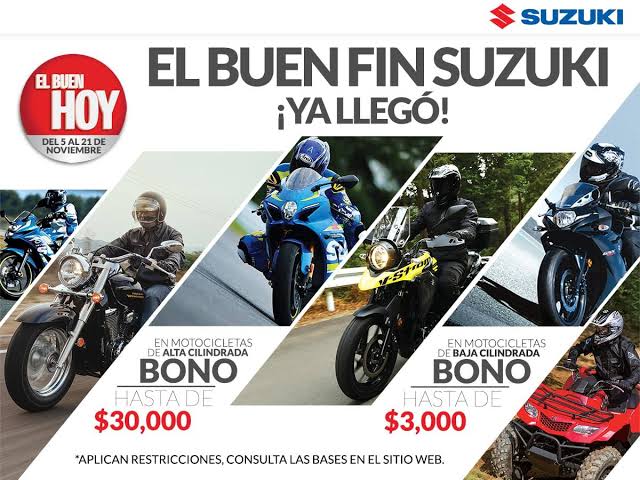 SUZUKI
EL BUEN
HOY
DEL 5 AL 21 DE
NOVIEMBRE
EL BUEN FIN SUZUKI
¡YA LLEGÓ!
EN MOTOCICLETAS
DE ALTA CILINDRADA
BONO
HASTA DE
$30,000
EN MOTOCICLETAS
DE BAJA CILINDRADA
BONO
HASTA DE
$3,000
*APLICAN RESTRICCIONES, CONSULTA LAS BASES EN EL SITIO WEB.